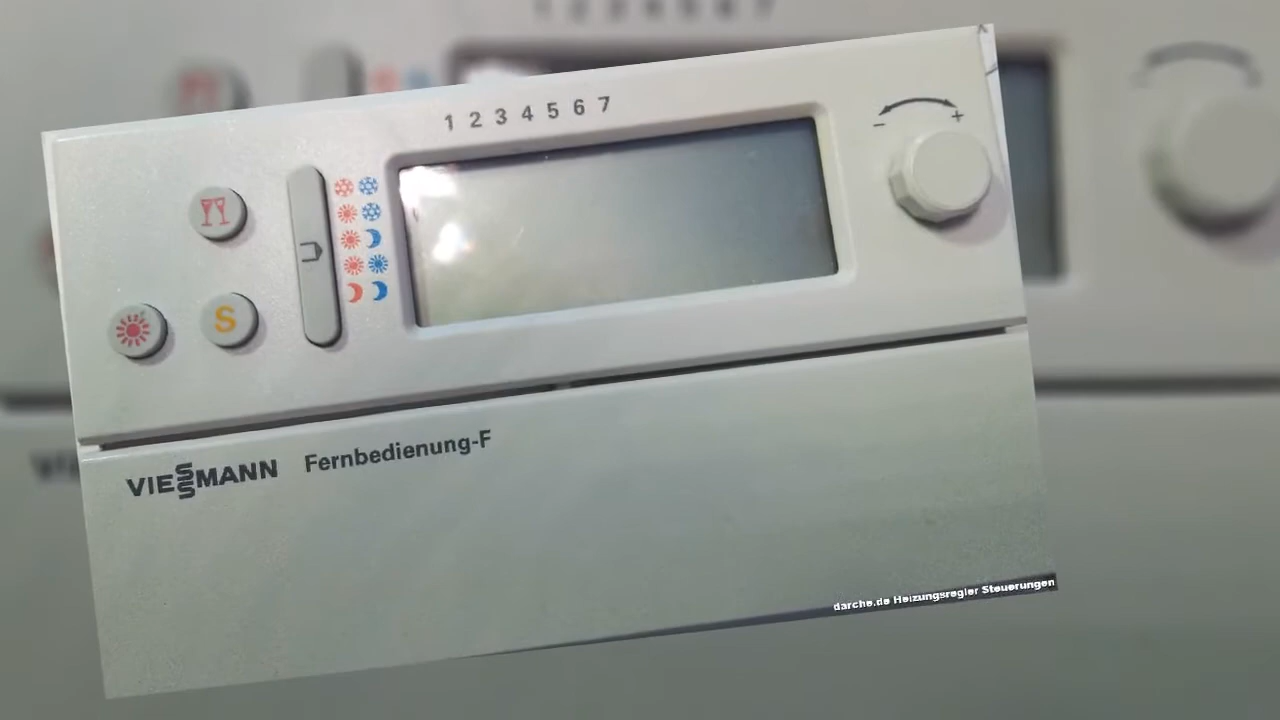 1 2 3 4 5 6 7
- +
S
VIESSMANN Fernbedienung-F
darche.de Heizungsregler Steuerungen